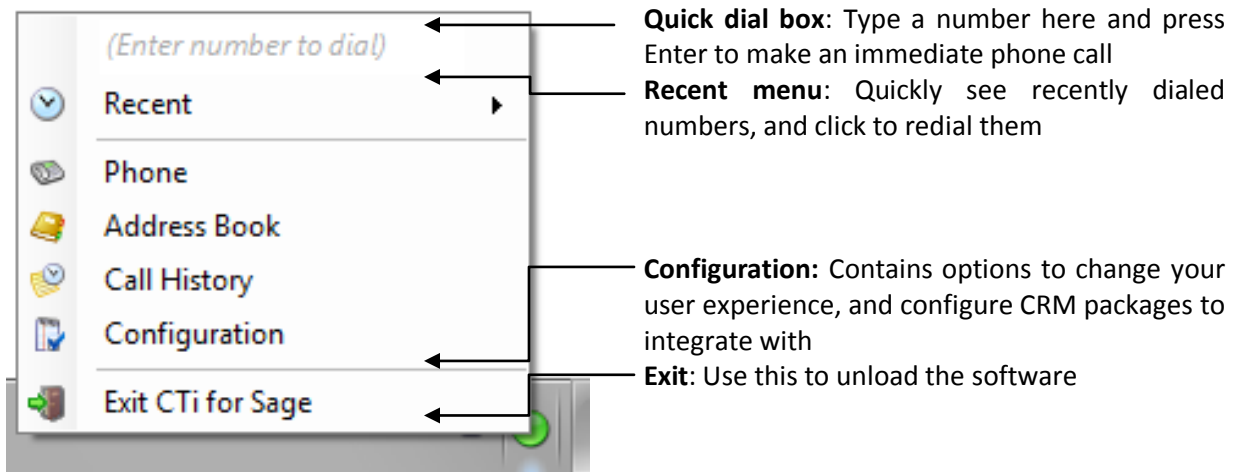 (Enter number to dial)
Recent
Phone
Address Book
Call History
Configuration
Exit CTi for Sage
Quick dial box: Type a number here and press
Enter to make an immediate phone call
Recent menu: Quickly see recently dialed
numbers, and click to redial them
Configuration: Contains options to change your
user experience, and configure CRM packages to
integrate with
Exit: Use this to unload the software